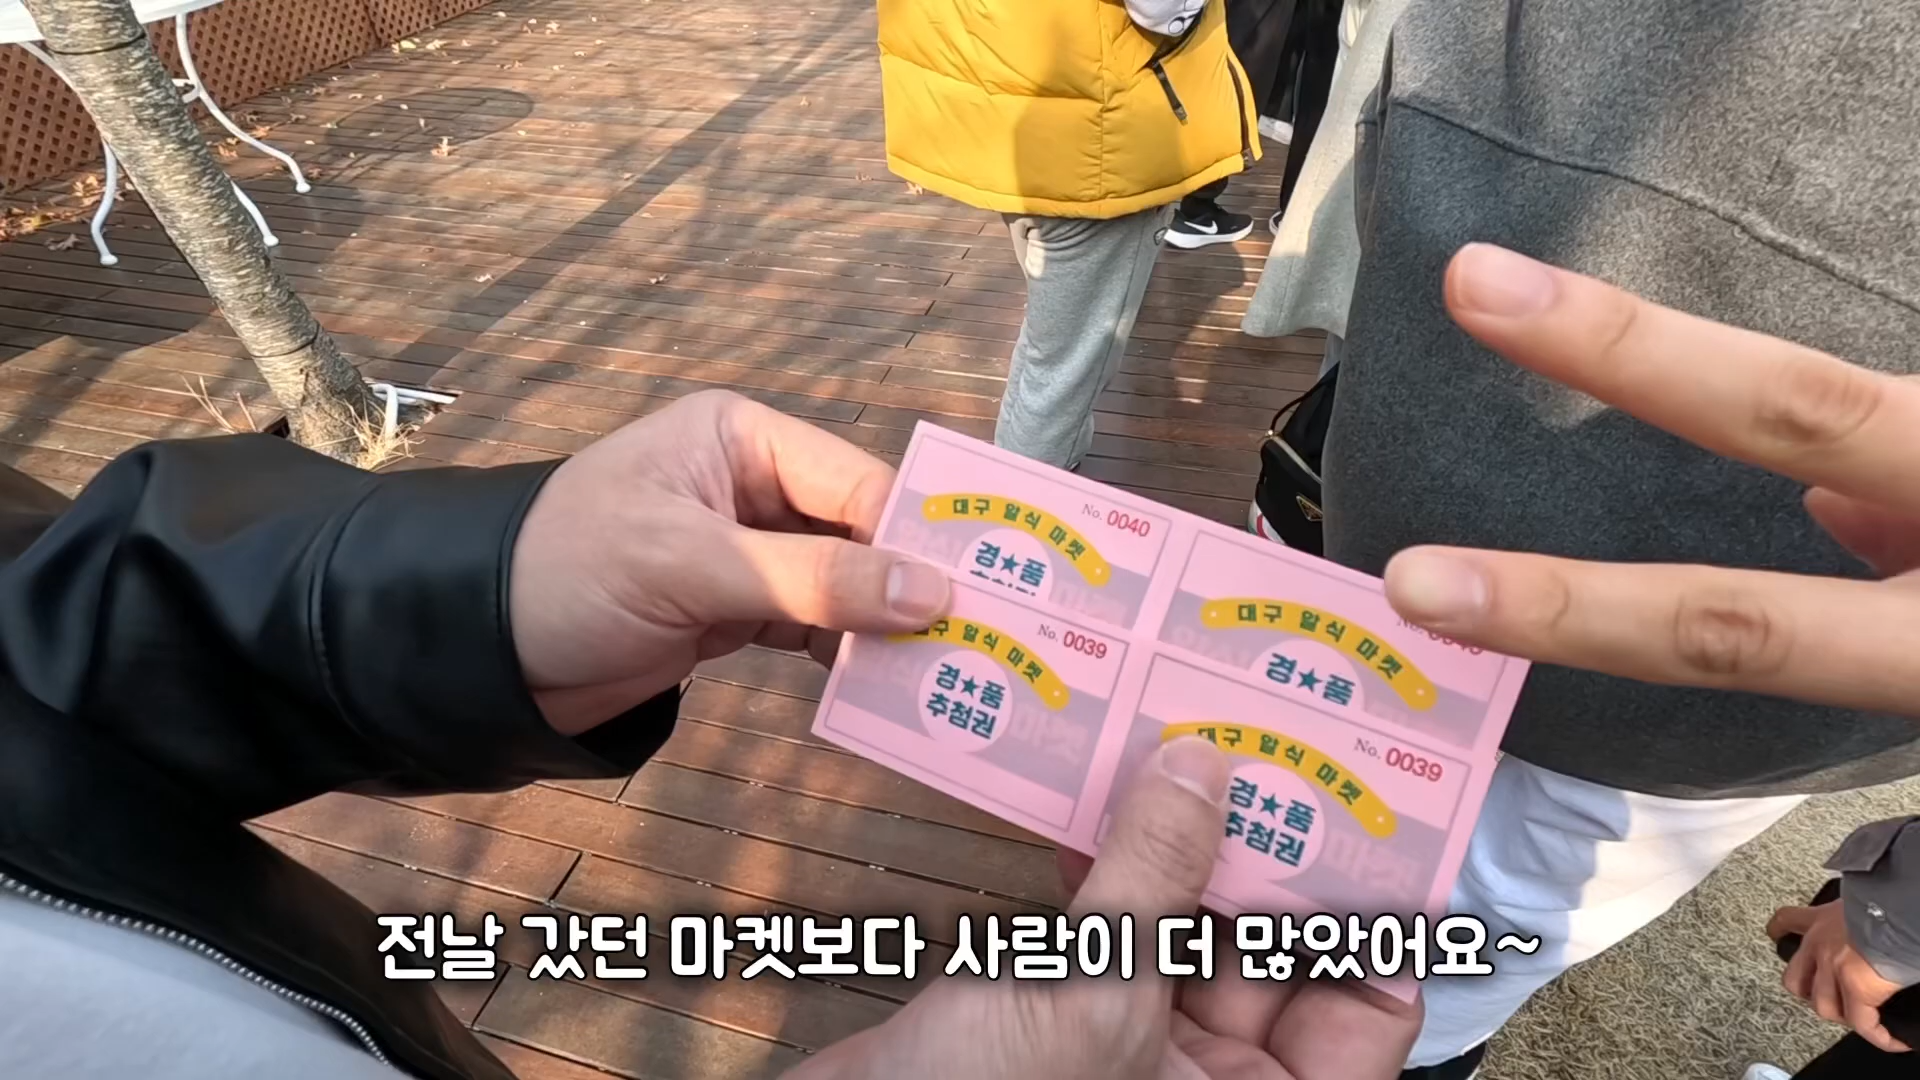 대구 알식 마켓
No. 0040
경★품
대구 알식 마켓
경★품
대구 알식 마켓
No. 0039
경★품
추첨권
대구 알식 마켓
No. 0039
경★품
추첨권
전날 갔던 마켓보다 사람이 더 많았어요~